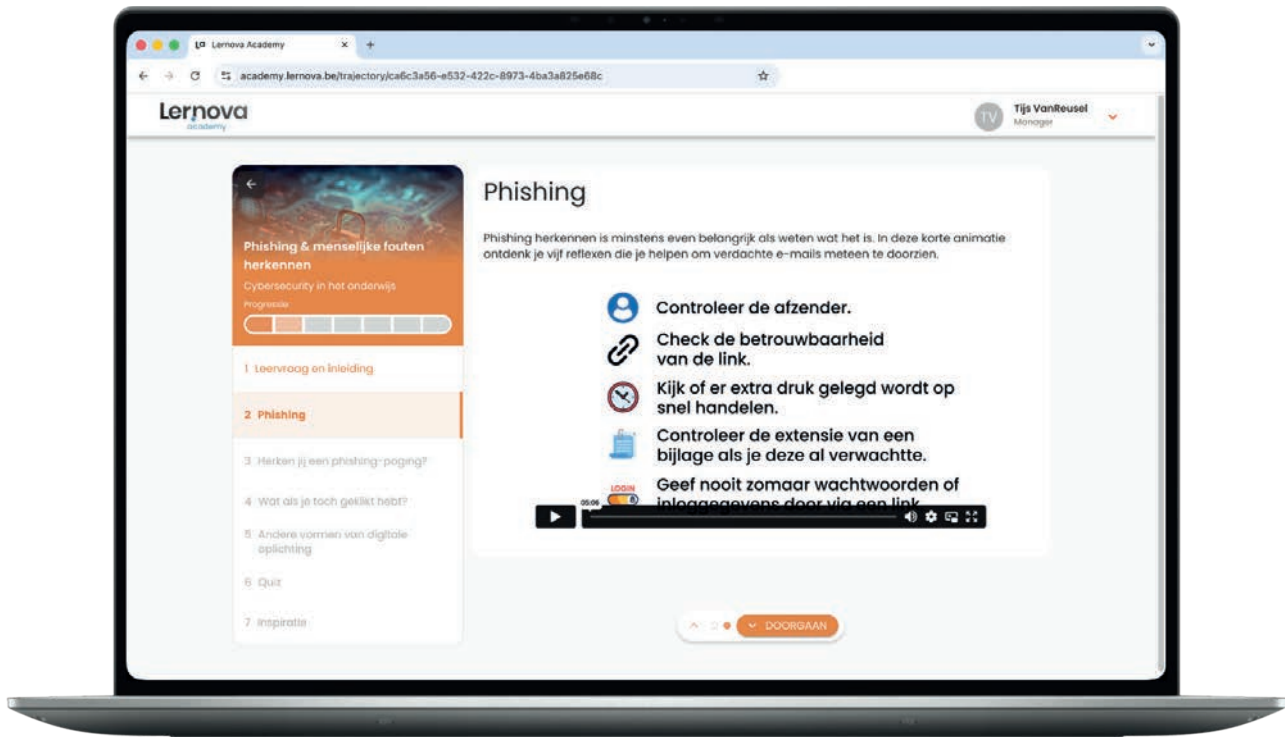 Lernova Academy
academy.lernova.be/trajectory/ca6c3a56-e532-422c-8973-4ba3a825e68c
Lernova
academy
TV
Tijs VanReusel
Manager
Phishing & menselijke fouten
herkennen
Cybersecurity in het onderwijs
Progressie:
1 Leervraag en inleiding
2 Phishing
3 Herken jij een phishing-poging?
4 Wat als je toch geklikt hebt?
5 Andere vormen van digitale
oplichting
6 Quiz
7 Inspiratie
Phishing
Phishing herkennen is minstens even belangrijk als weten wat het is. In deze korte animatie
ontdenk je vijf reflexen die je helpen om verdachte e-mails meteen te doorzien.
Controleer de afzender.
Check de betrouwbaarheid
van de link.
Kijk of er extra druk gelegd wordt op
snel handelen.
Controleer de extensie van een
bijlage als je deze al verwachtte.
LOGIN
Geef nooit zomaar wachtwoorden of
inloggegevens door via een link
05:06
DOORGAAN